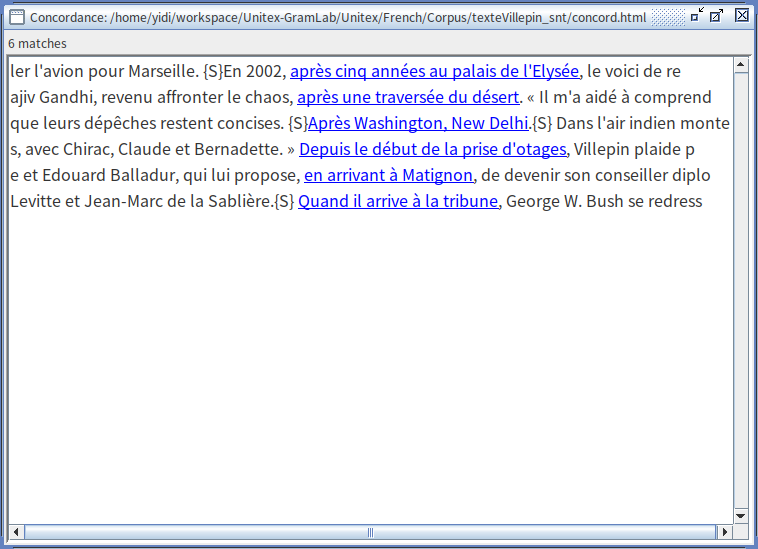 Concordance: /home/yidi/workspace/Unitex-GramLab/Unitex/French/Corpus/texteVillepin_snt/concord.html
6 matches
ler l'avion pour Marseille. {S}En 2002, après cinq années au palais de l'Elysée, le voici de re
ajiv Gandhi, revenu affronter le chaos, après une traversée du désert. « Il m'a aidé à comprend
que leurs dépêches restent concises. {S}Après Washington, New Delhi.{S} Dans l'air indien monte
s, avec Chirac, Claude et Bernadette. » Depuis le début de la prise d'otages, Villepin plaide p
e et Edouard Balladur, qui lui propose, en arrivant à Matignon, de devenir son conseiller diplo
Levitte et Jean-Marc de la Sablière.{S} Quand il arrive à la tribune, George W. Bush se redress